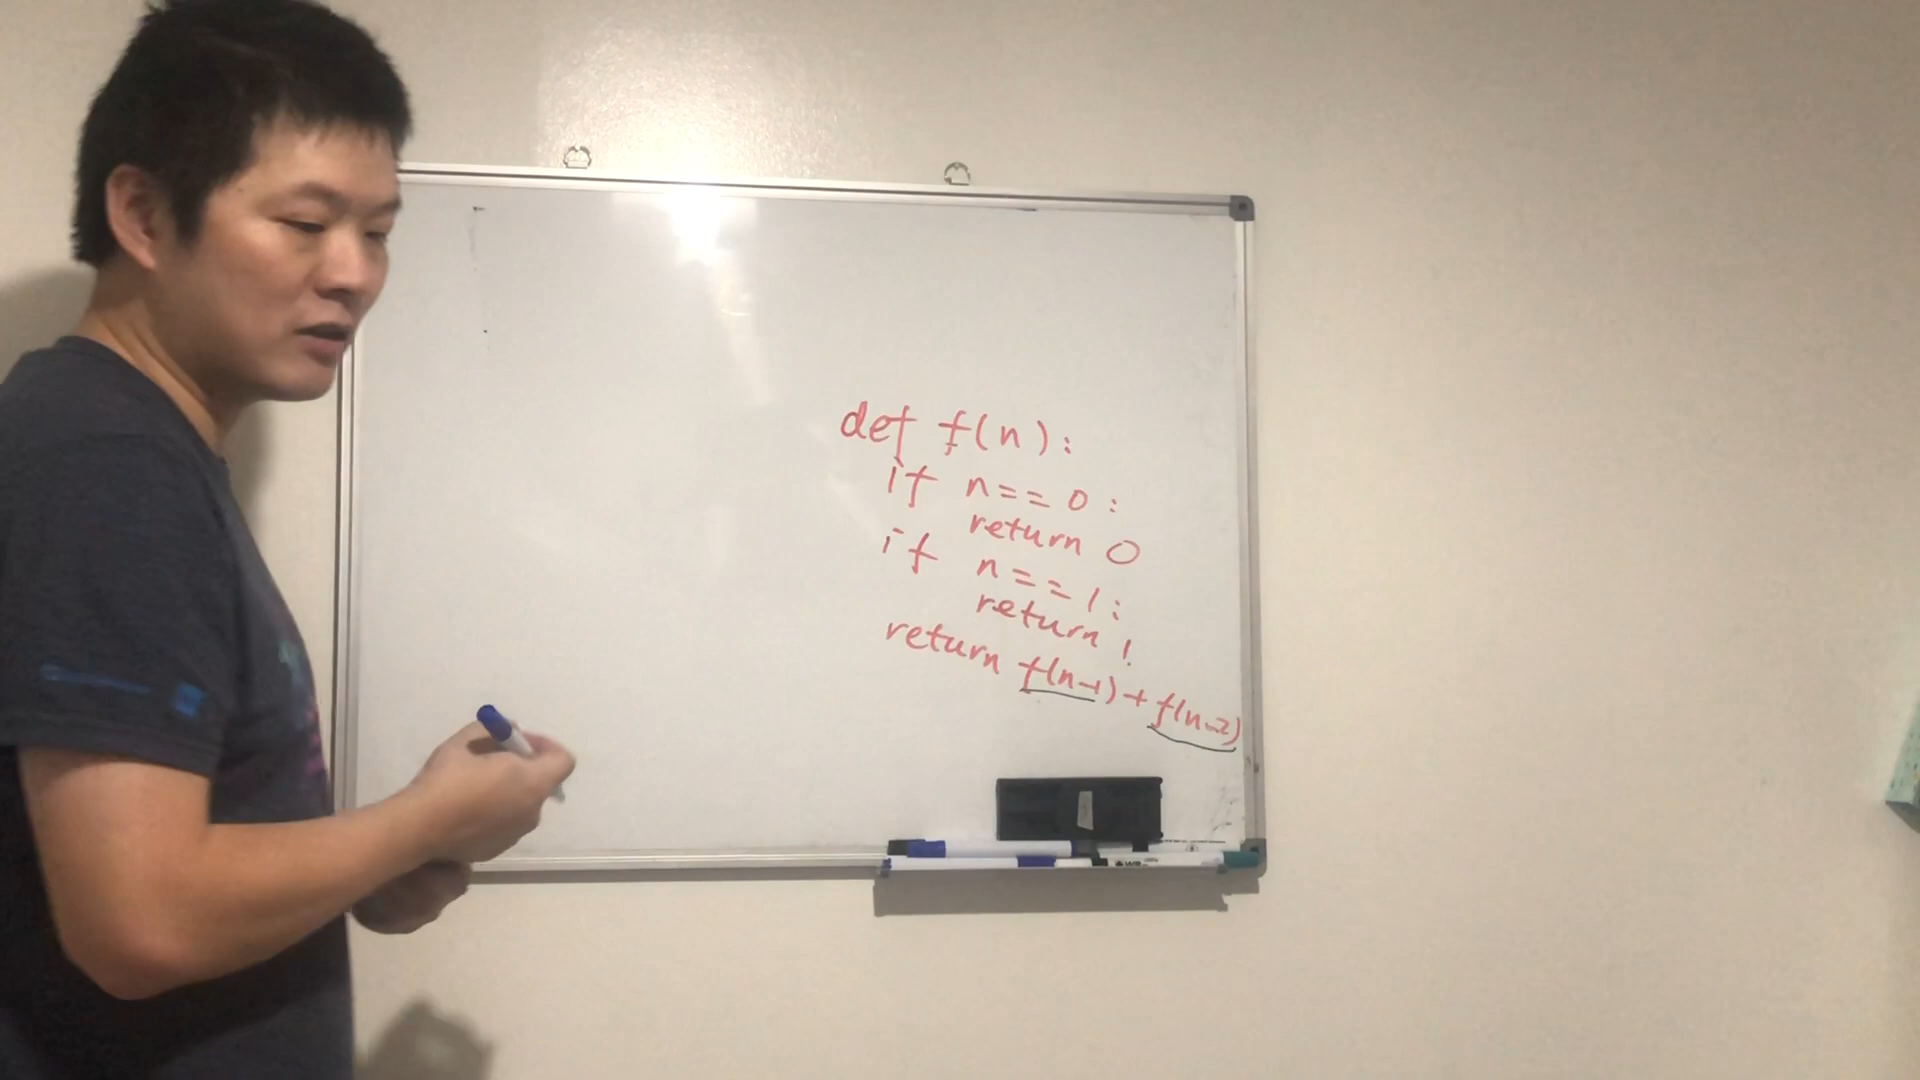 def f(n):
if n==0:
return 0
if n==1:
return 1
return f(n-1)+f(n-2)